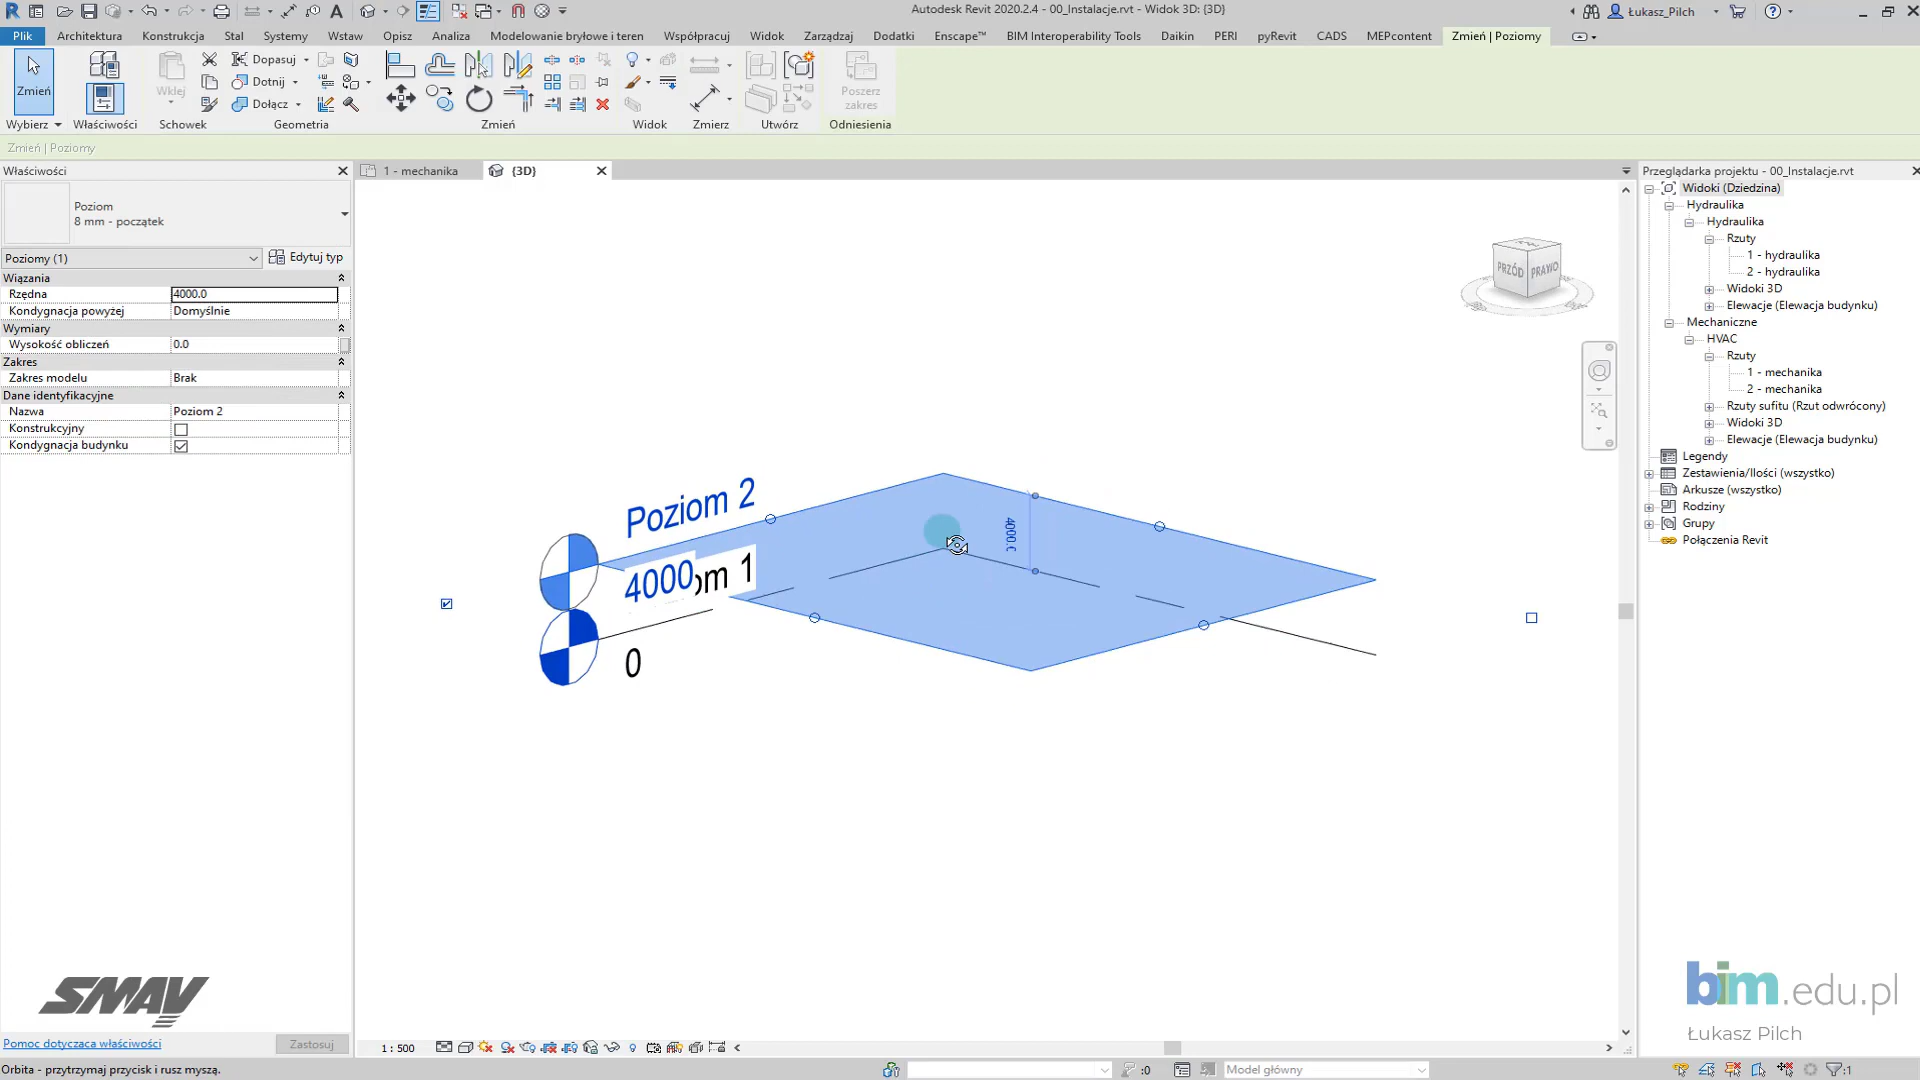 Autodesk Revit 2020.2.4 - 00_Instalacje.rvt - Widok 3D: {3D}
Łukasz_Pilch
Plik Architektura Konstrukcja Stal Systemy Wstaw Opisz Analiza Modelowanie bryłowe i teren Współpracuj Widok Zarządzaj Dodatki Enscape™ BIM Interoperability Tools Daikin PERI pyRevit CADS MEPcontent Zmień | Poziomy
Zmień
Wklej
Dopasuj
Dotnij
Dołącz
Poszerz
zakres
Wybierz Właściwości Schowek Geometria Zmień Widok Zmierz Utwórz Odniesienia
Zmień | Poziomy
Właściwości
1 - mechanika
{3D}
Przeglądarka projektu - 00_Instalacje.rvt
Poziom
8 mm - początek
Poziomy (1)
Edytuj typ
Wiązania
Rzędna 4000.0
Kondygnacja powyżej Domyślnie
Wymiary
Wysokość obliczeń 0.0
Zakres
Zakres modelu Brak
Dane identyfikacyjne
Nazwa Poziom 2
Konstrukcyjny
Kondygnacja budynku
Poziom 2
4000
om 1
0
PRZÓD
PRAWO
Widoki (Dziedzina)
Hydraulika
Hydraulika
Rzuty
1 - hydraulika
2 - hydraulika
Widoki 3D
Elewacje (Elewacja budynku)
Mechaniczne
HVAC
Rzuty
1 - mechanika
2 - mechanika
Rzuty sufitu (Rzut odwrócony)
Widoki 3D
Elewacje (Elewacja budynku)
Legendy
Zestawienia/Ilości (wszystko)
Arkusze (wszystko)
Rodziny
Grupy
Połączenia Revit
SMAY
bim.edu.pl
Łukasz Pilch
Pomoc dotycząca właściwości
Zastosuj
1 : 500
Orbita - przytrzymaj przycisk i rusz myszą.
:0
Model główny
:1